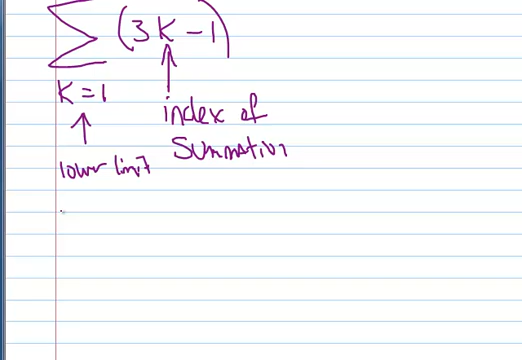 ∑ (3K-1)
K=1
index of
Summation
lower limit